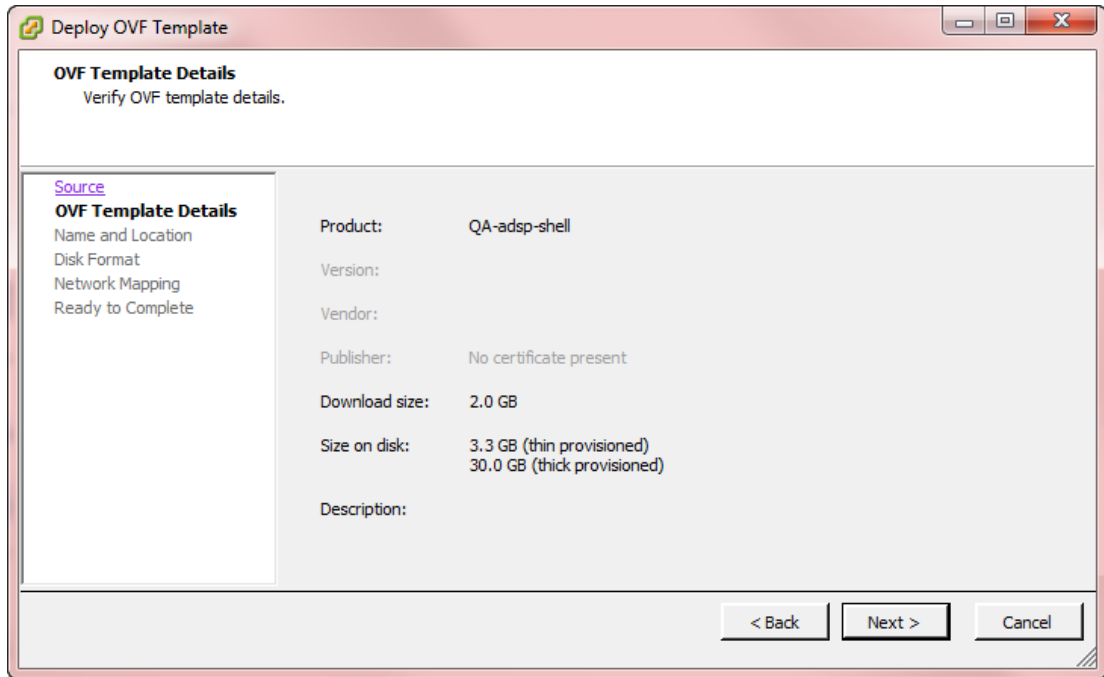 Deploy OVF Template
OVF Template Details
Verify OVF template details.
Source
OVF Template Details
Name and Location
Disk Format
Network Mapping
Ready to Complete
Product: QA-adsp-shell
Version:
Vendor:
Publisher: No certificate present
Download size: 2.0 GB
Size on disk: 3.3 GB (thin provisioned)
30.0 GB (thick provisioned)
Description:
< Back Next > Cancel